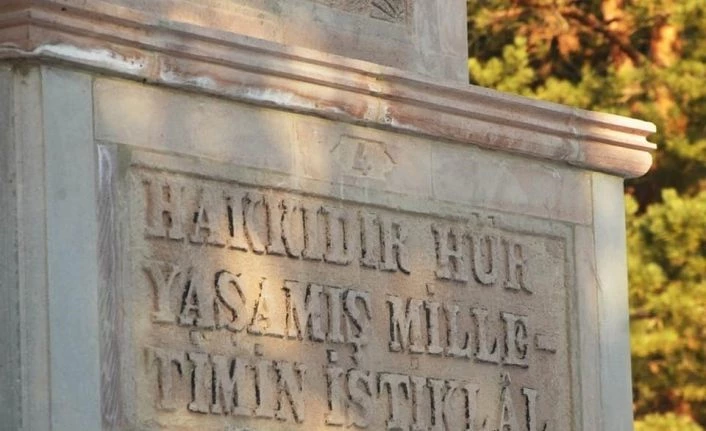 4
HAKKIDIR HÜR
YAŞAMIŞ MİLLE-
TİMİN İSTİKLÂL